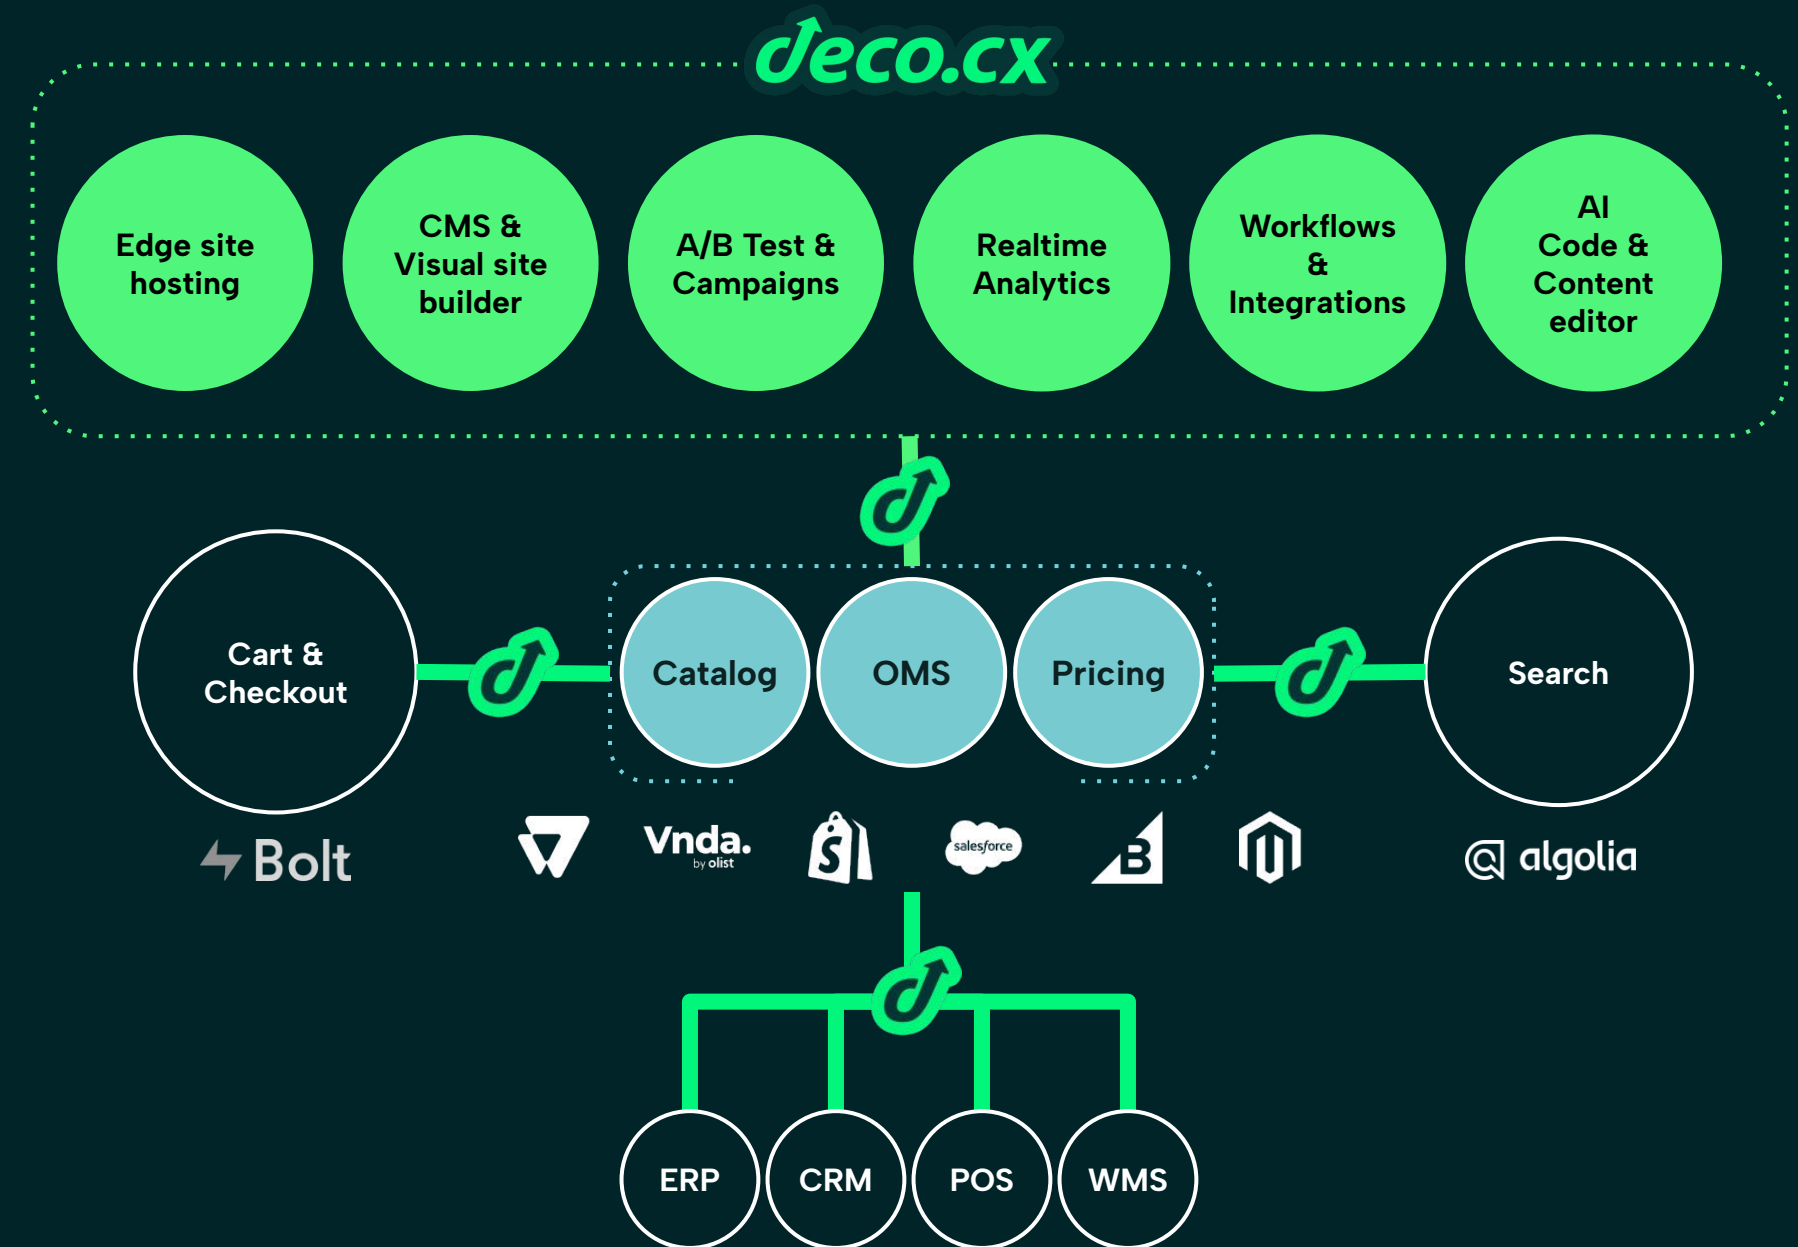 deco.cx
Edge site
hosting
CMS &
Visual site
builder
A/B Test &
Campaigns
Realtime
Analytics
Workflows
&
Integrations
AI
Code &
Content
editor
Cart &
Checkout
Catalog
OMS
Pricing
Search
Bolt
Vnda.
by olist
S
salesforce
B
algolia
ERP
CRM
POS
WMS